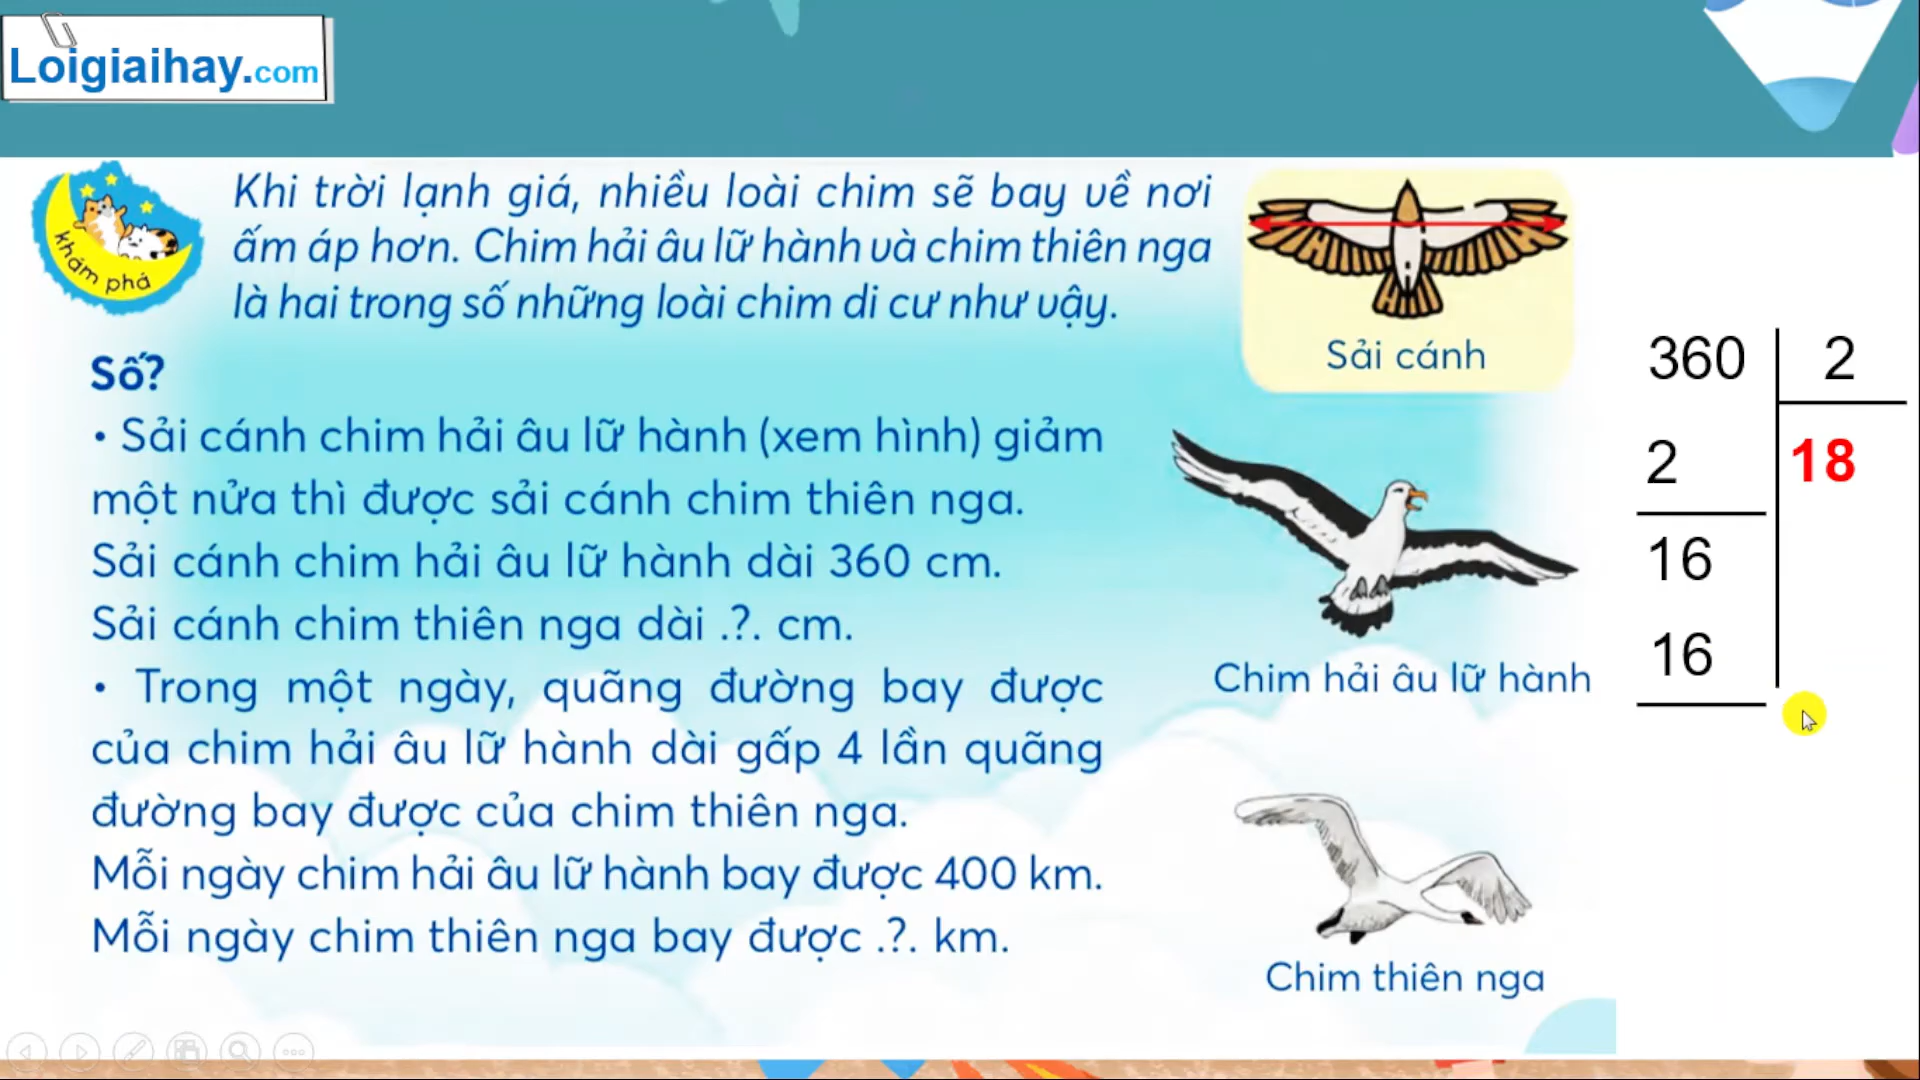 Loigiaihay.com
khám phá
Khi trời lạnh giá, nhiều loài chim sẽ bay về nơi
ấm áp hơn. Chim hải âu lữ hành và chim thiên nga
là hai trong số những loài chim di cư như vậy.
Sải cánh
Số?
• Sải cánh chim hải âu lữ hành (xem hình) giảm
một nửa thì được sải cánh chim thiên nga.
Sải cánh chim hải âu lữ hành dài 360 cm.
Sải cánh chim thiên nga dài .?. cm.
• Trong một ngày, quãng đường bay được
của chim hải âu lữ hành dài gấp 4 lần quãng
đường bay được của chim thiên nga.
Mỗi ngày chim hải âu lữ hành bay được 400 km.
Mỗi ngày chim thiên nga bay được .?. km.
Chim hải âu lữ hành
Chim thiên nga
360 2
2 18
16
16